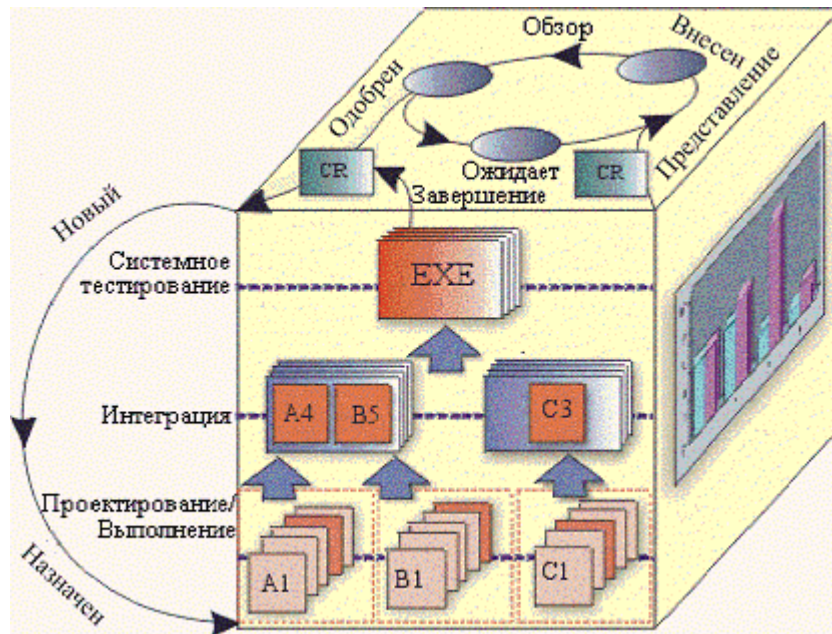 Обзор
Внесен
Одобрен
Представление
Ожидает
CR
CR
Завершение
Новый
Системное
тестирование
EXE
Интеграция
A4
B5
C3
Проектирование/
Выполнение
A1
B1
C1
Назначен